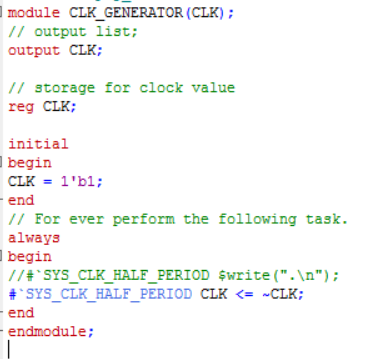 module CLK_GENERATOR(CLK);
// output list;
output CLK;
// storage for clock value
reg CLK;
initial
begin
CLK = 1'b1;
end
// For ever perform the following task.
always
begin
//#`SYS_CLK_HALF_PERIOD $write(".\n");
#`SYS_CLK_HALF_PERIOD CLK <= ~CLK;
end
endmodule;